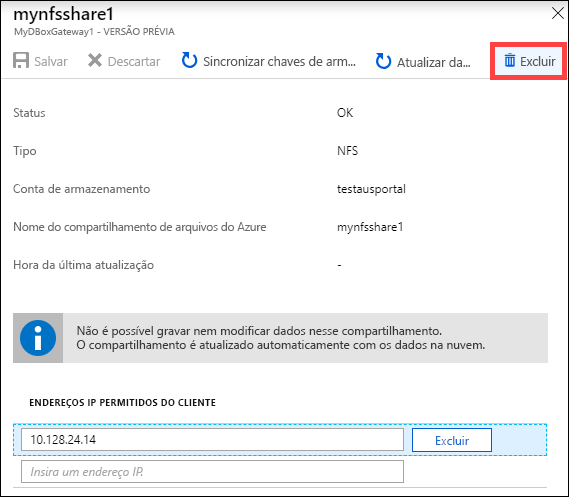 mynfsshare1
MyDBoxGateway1 - VERSÃO PRÉVIA
Salvar Descartar Sincronizar chaves de arm... Atualizar da... Excluir
Status OK
Tipo NFS
Conta de armazenamento testausportal
Nome do compartilhamento de arquivos do Azure mynfsshare1
Hora da última atualização -
Não é possível gravar nem modificar dados nesse compartilhamento.
O compartilhamento é atualizado automaticamente com os dados na nuvem.
ENDEREÇOS IP PERMITIDOS DO CLIENTE
10.128.24.14 Excluir
Insira um endereço IP.